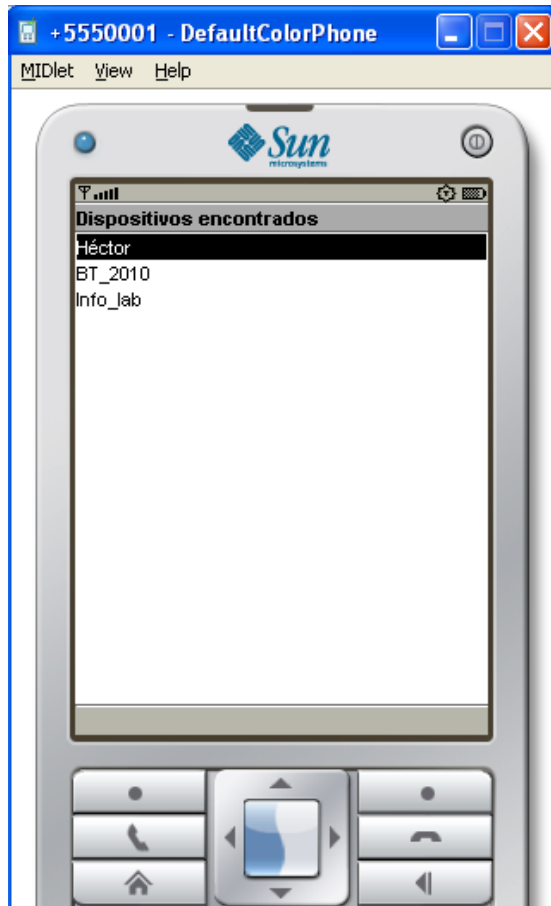 +5550001 - DefaultColorPhone
MIDlet View Help
Sun
microsystems
Dispositivos encontrados
Héctor
BT_2010
Info_lab